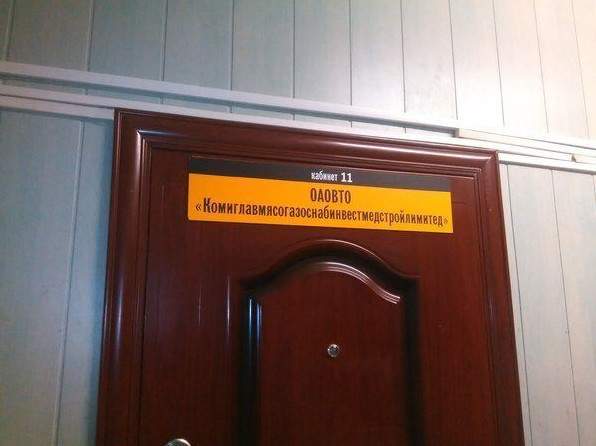 кабинет 11
ОАОВТО
«Комиглавмясогазоснабинвестмедстройлимитед»